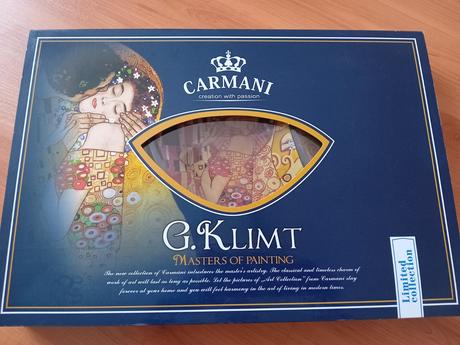 CARMANI
creation with passion
G.KLIMT
MASTERS OF PAINTING
The new collection of Carmani introduces the master's artistry. The classical and timeless charm of
work of art will last as long as possible. Let the pictures of „Art Collection" from Carmani stay
forever at your home and you will feel harmony in the art of living in modern times.
Limited
collection